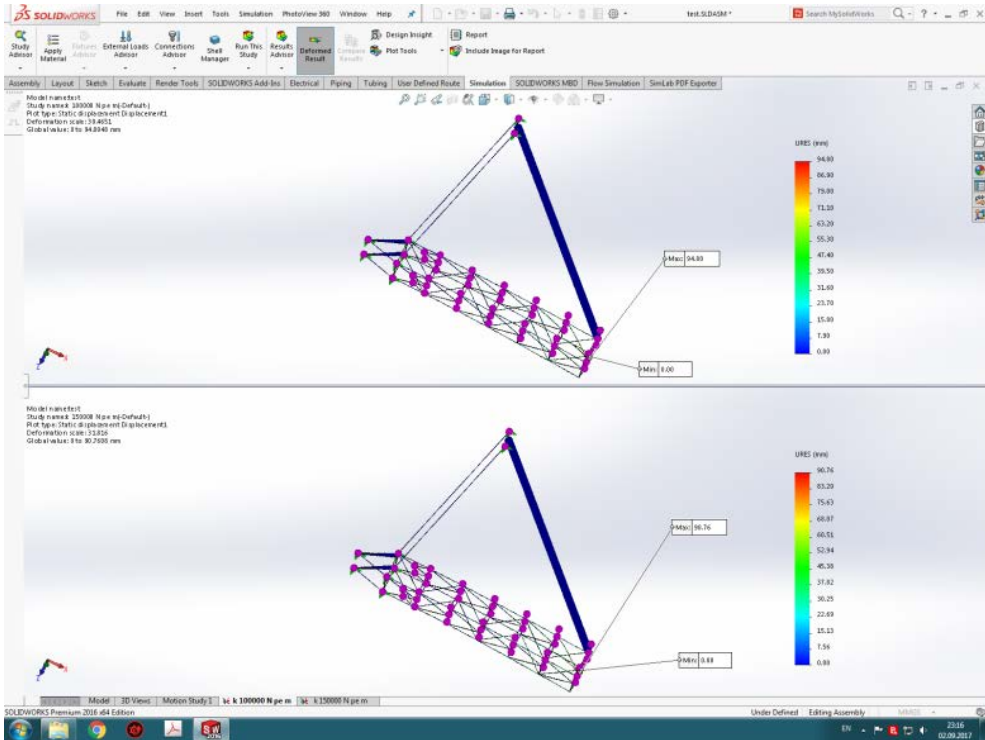 SOLIDWORKS File Edit View Insert Tools Simulation PhotoView 360 Window Help test.SLDASM * Search MySolidWorks
Study Advisor
Apply Material
Fixtures Advisor
External Loads Advisor
Connections Advisor
Shell Manager
Run This Study
Results Advisor
Deformed Result
Compare Results
Design Insight
Plot Tools
Report
Include Image for Report
Assembly Layout Sketch Evaluate Render Tools SOLIDWORKS Add-Ins Electrical Piping Tubing User Defined Route Simulation SOLIDWORKS MBD Flow Simulation SimLab PDF Exporter
Model name:test
Study name:k 100000 N pe m(-Default-)
Plot type: Static displacement Displacement1
Global value: 0 to 94.8048 mm
URES (mm)
94.80
86.90
79.00
71.10
63.20
55.30
47.40
39.50
31.60
23.70
15.80
7.90
0.00
Max: 94.80
Min: 0.00
Model name:test
Study name:k 150000 N pe m(-Default-)
Plot type: Static displacement Displacement1
Deformation scale: 31.816
URES (mm)
90.76
83.20
75.63
68.07
60.51
52.94
45.38
37.82
30.25
22.69
15.13
7.56
0.00
Max: 90.76
Min: 0.00
Model 3D Views Motion Study 1 k 100000 N pe m k 150000 N pe m
SOLIDWORKS Premium 2016 x64 Edition Under Defined Editing Assembly MMGS
EN 23:16
02.09.2017